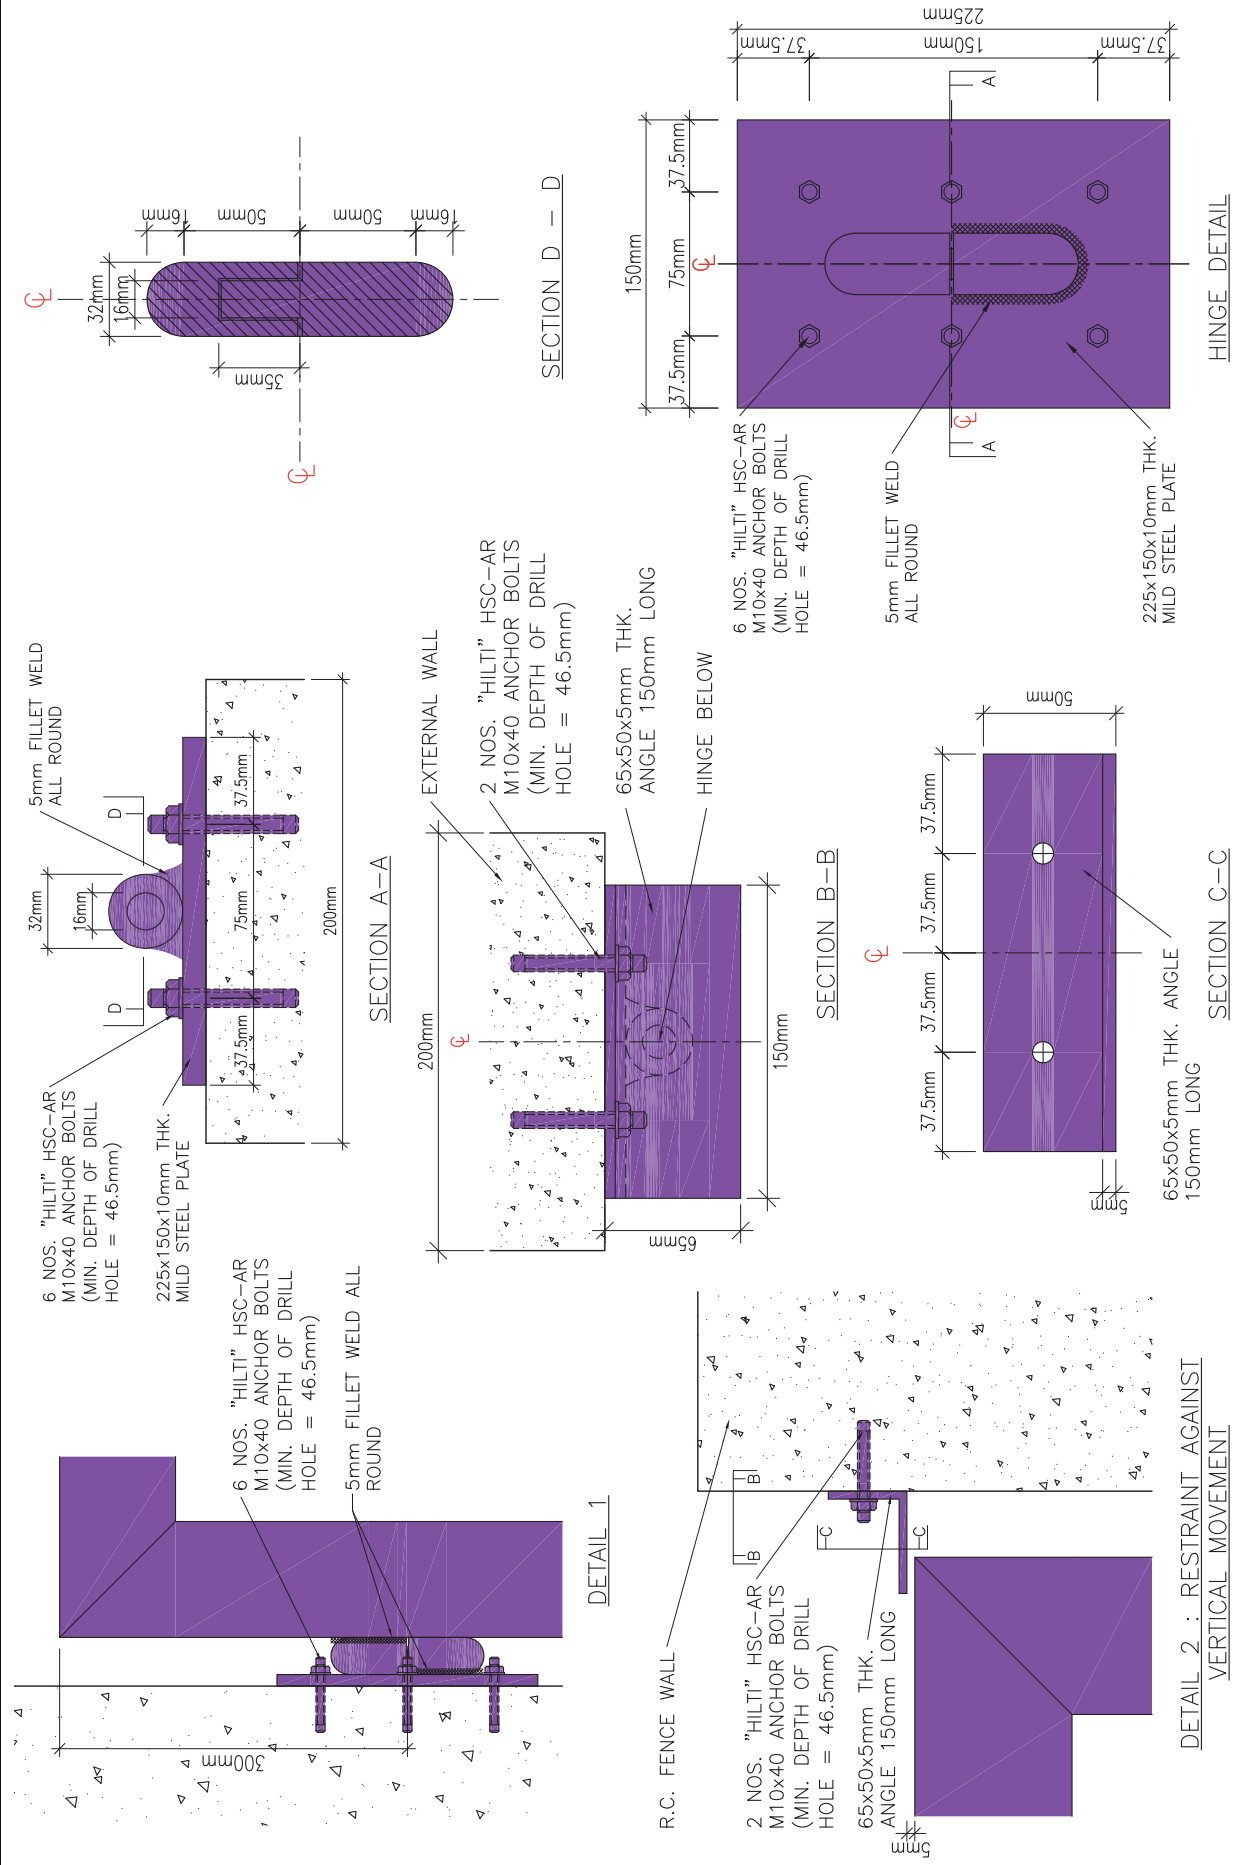 300mm
6 NOS. "HILTI" HSC-AR
M10x40 ANCHOR BOLTS
(MIN. DEPTH OF DRILL
HOLE = 46.5mm)
5mm FILLET WELD ALL
ROUND
DETAIL 1
6 NOS. "HILTI" HSC-AR
M10x40 ANCHOR BOLTS
(MIN. DEPTH OF DRILL
HOLE = 46.5mm)
225x150x10mm THK.
MILD STEEL PLATE
5mm FILLET WELD
ALL ROUND
32mm
16mm
D
D
37.5mm
75mm
37.5mm
200mm
SECTION A-A
32mm
16mm
16mm
50mm
50mm
16mm
35mm
SECTION D - D
R.C. FENCE WALL
2 NOS. "HILTI" HSC-AR
M10x40 ANCHOR BOLTS
(MIN. DEPTH OF DRILL
HOLE = 46.5mm)
65x50x5mm THK.
ANGLE 150mm LONG
5mm
B
B
C
C
DETAIL 2 : RESTRAINT AGAINST
VERTICAL MOVEMENT
200mm
EXTERNAL WALL
2 NOS. "HILTI" HSC-AR
M10x40 ANCHOR BOLTS
(MIN. DEPTH OF DRILL
HOLE = 46.5mm)
65x50x5mm THK.
ANGLE 150mm LONG
HINGE BELOW
65mm
150mm
SECTION B-B
37.5mm
37.5mm
37.5mm
37.5mm
50mm
5mm
65x50x5mm THK. ANGLE
150mm LONG
SECTION C-C
150mm
37.5mm
75mm
37.5mm
37.5mm
150mm
37.5mm
225mm
A
A
6 NOS. "HILTI" HSC-AR
M10x40 ANCHOR BOLTS
(MIN. DEPTH OF DRILL
HOLE = 46.5mm)
5mm FILLET WELD
ALL ROUND
225x150x10mm THK.
MILD STEEL PLATE
HINGE DETAIL